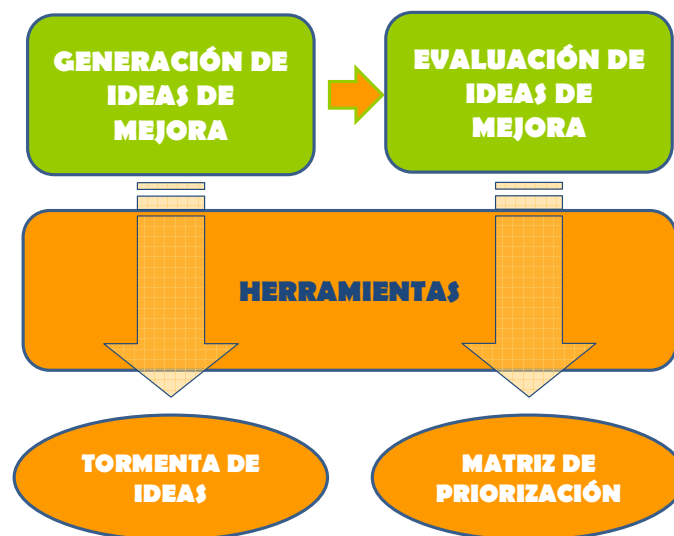 GENERACIÓN DE
IDEAS DE
MEJORA
EVALUACIÓN DE
IDEAS DE
MEJORA
HERRAMIENTAS
TORMENTA DE
IDEAS
MATRIZ DE
PRIORIZACIÓN